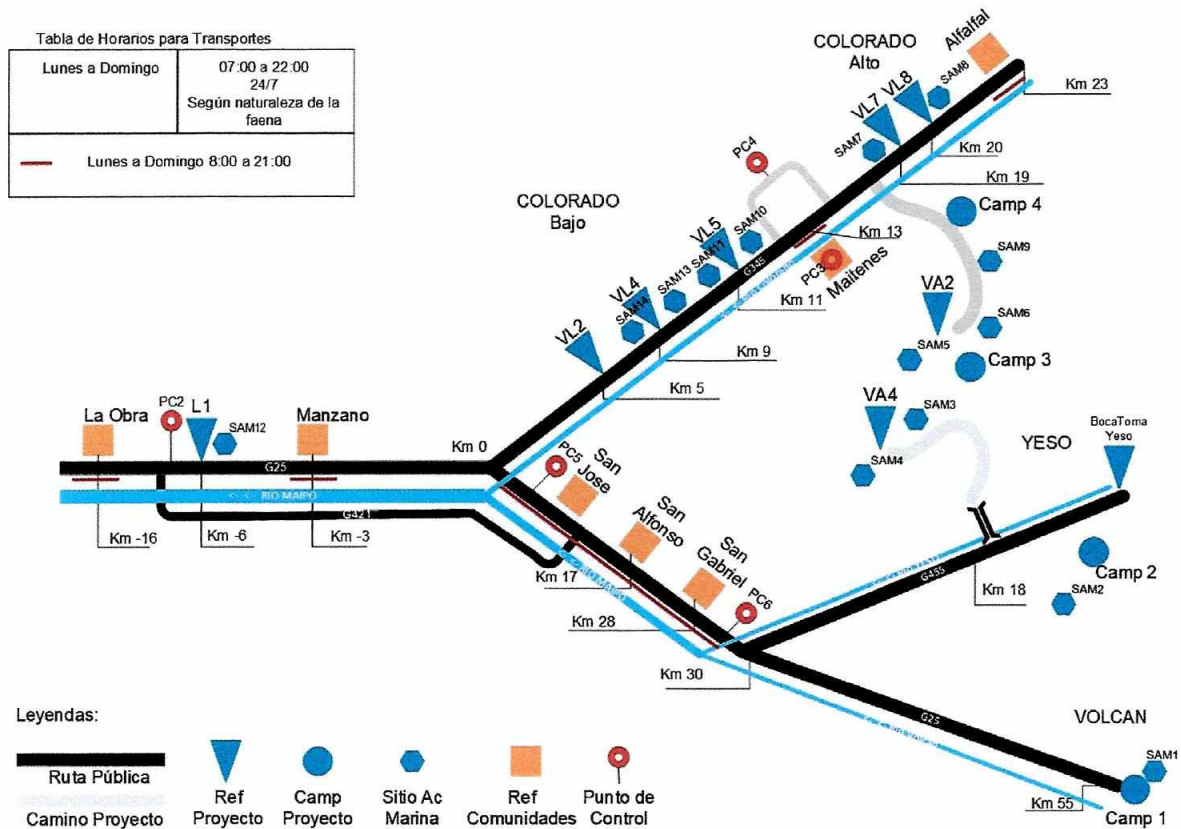 Tabla de Horarios para Transportes
Lunes a Domingo
07:00 a 22:00
24/7
Según naturaleza de la
faena
Lunes a Domingo 8:00 a 21:00
COLORADO
Alto
Alfalfal
SAM8
VL8
VL7
SAM7
Km 23
Km 20
Km 19
PC4
Camp 4
COLORADO
Bajo
SAM10
VL5
SAM11
SAM13
VL4
SAM14
VL2
G345
Km 13
PC3
Maitenes
Km 11
Km 9
Km 5
SAM9
VA2
SAM6
SAM5
Camp 3
VA4
SAM3
SAM4
YESO
BocaToma
Yeso
La Obra
PC2
L1
SAM12
Manzano
Km 0
G25
<- <- RIO MAIPO
G421
Km -16
Km -6
Km -3
PC5
San
Jose
San
Alfonso
San
Gabriel
PC6
RIO MAIPO
Km 17
Km 28
Km 30
G455
Km 18
Camp 2
SAM2
G25
VOLCAN
SAM1
Km 55
Camp 1
Leyendas:
Ruta Pública
Camino Proyecto
Ref
Proyecto
Camp
Proyecto
Sitio Ac
Marina
Ref
Comunidades
Punto de
Control